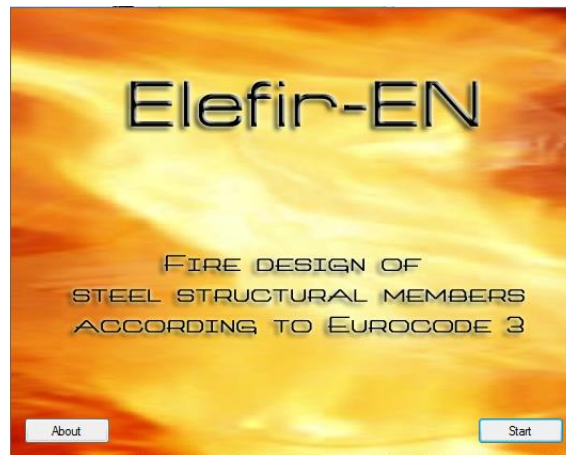 Elefir-EN
Fire design of
steel structural members
according to Eurocode 3
About
Start